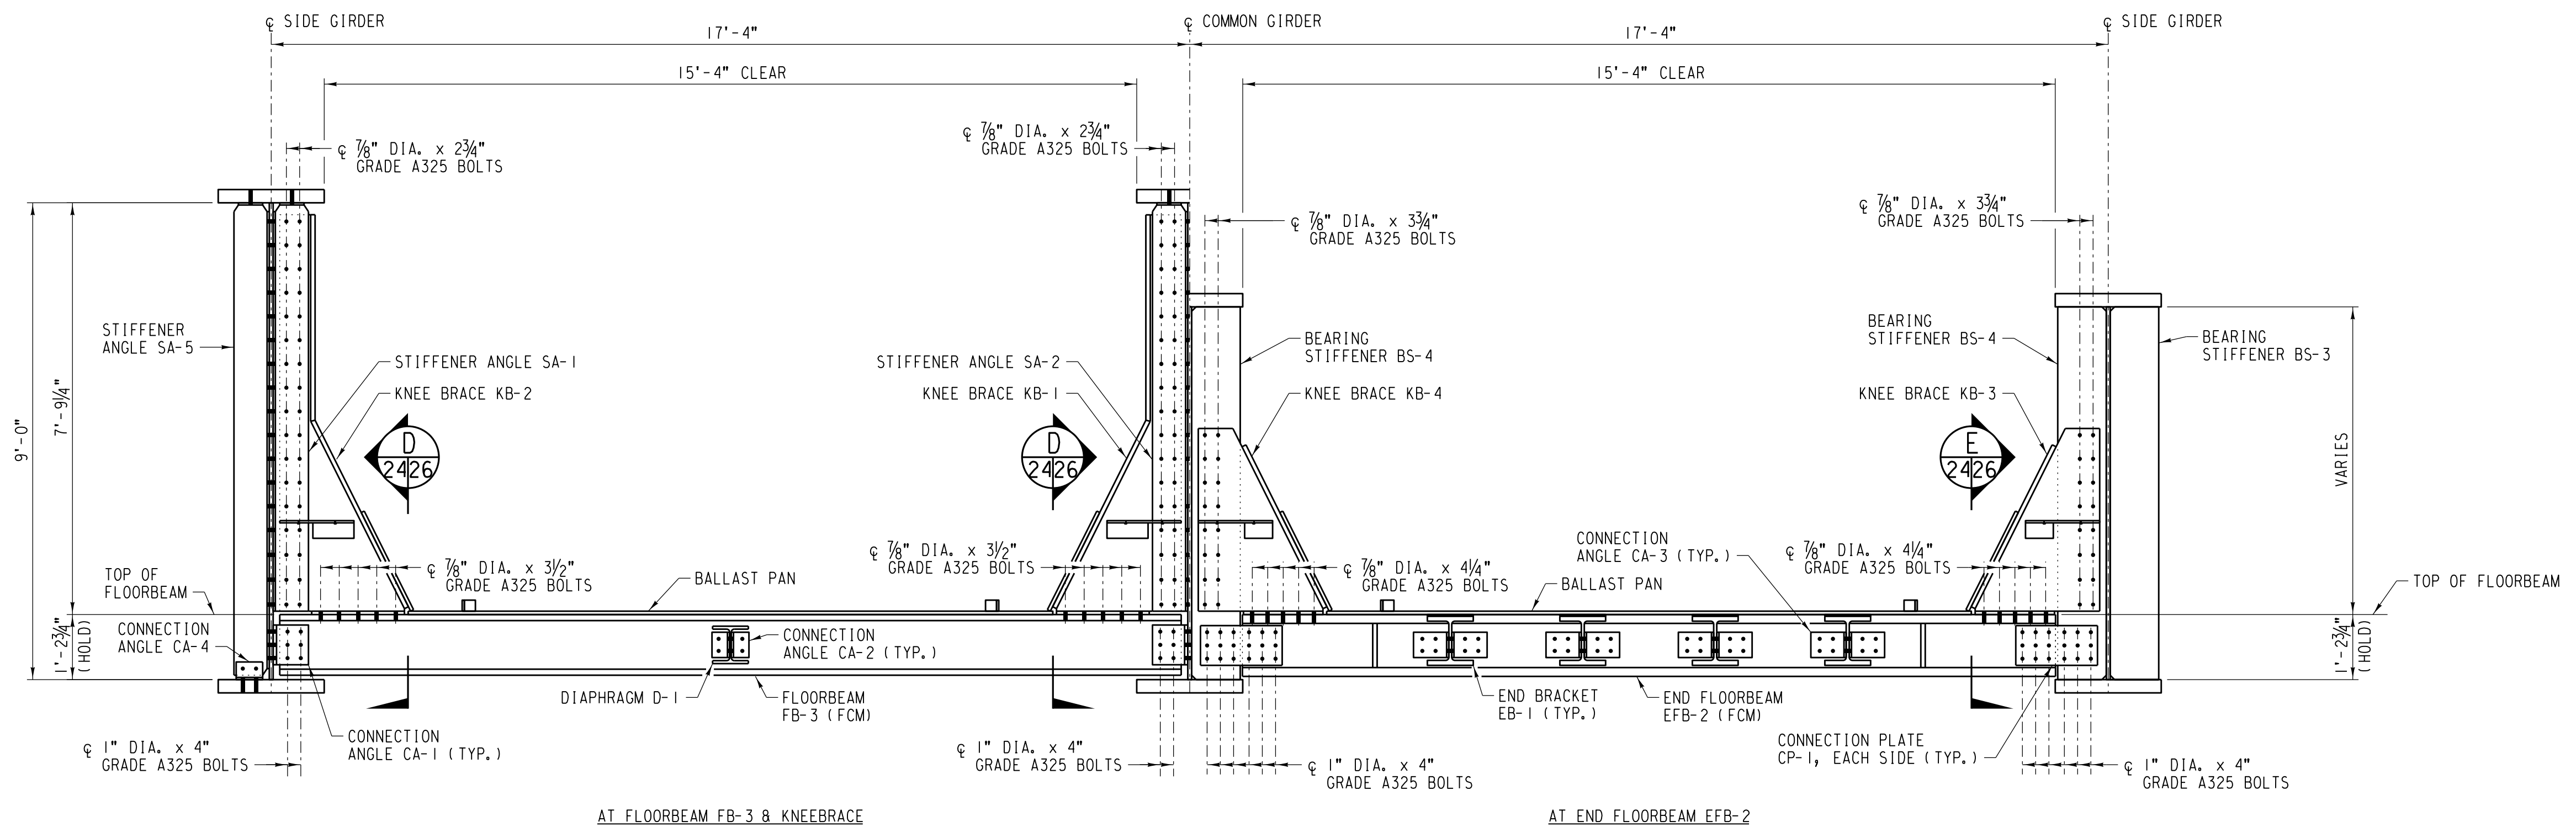 ℄ SIDE GIRDER
℄ COMMON GIRDER
℄ SIDE GIRDER
17'-4"
17'-4"
15'-4" CLEAR
15'-4" CLEAR
℄ 7/8" DIA. x 2 3/4"
GRADE A325 BOLTS
℄ 7/8" DIA. x 2 3/4"
GRADE A325 BOLTS
℄ 7/8" DIA. x 3 3/4"
GRADE A325 BOLTS
℄ 7/8" DIA. x 3 3/4"
GRADE A325 BOLTS
STIFFENER
ANGLE SA-5
STIFFENER ANGLE SA-1
KNEE BRACE KB-2
STIFFENER ANGLE SA-2
KNEE BRACE KB-1
BEARING
STIFFENER BS-4
KNEE BRACE KB-4
BEARING
STIFFENER BS-4
KNEE BRACE KB-3
BEARING
STIFFENER BS-3
9'-0"
7'-9 1/4"
D
24 26
D
24 26
E
24 26
VARIES
℄ 7/8" DIA. x 3 1/2"
GRADE A325 BOLTS
℄ 7/8" DIA. x 3 1/2"
GRADE A325 BOLTS
℄ 7/8" DIA. x 4 1/4"
GRADE A325 BOLTS
CONNECTION
ANGLE CA-3 (TYP.)
℄ 7/8" DIA. x 4 1/4"
GRADE A325 BOLTS
TOP OF
FLOORBEAM
BALLAST PAN
BALLAST PAN
TOP OF FLOORBEAM
1'-2 3/4"
(HOLD)
CONNECTION
ANGLE CA-4
CONNECTION
ANGLE CA-2 (TYP.)
1'-2 3/4"
(HOLD)
DIAPHRAGM D-1
FLOORBEAM
FB-3 (FCM)
END BRACKET
EB-1 (TYP.)
END FLOORBEAM
EFB-2 (FCM)
CONNECTION
ANGLE CA-1 (TYP.)
CONNECTION PLATE
CP-1, EACH SIDE (TYP.)
℄ 1" DIA. x 4"
GRADE A325 BOLTS
℄ 1" DIA. x 4"
GRADE A325 BOLTS
℄ 1" DIA. x 4"
GRADE A325 BOLTS
℄ 1" DIA. x 4"
GRADE A325 BOLTS
AT FLOORBEAM FB-3 & KNEEBRACE
AT END FLOORBEAM EFB-2